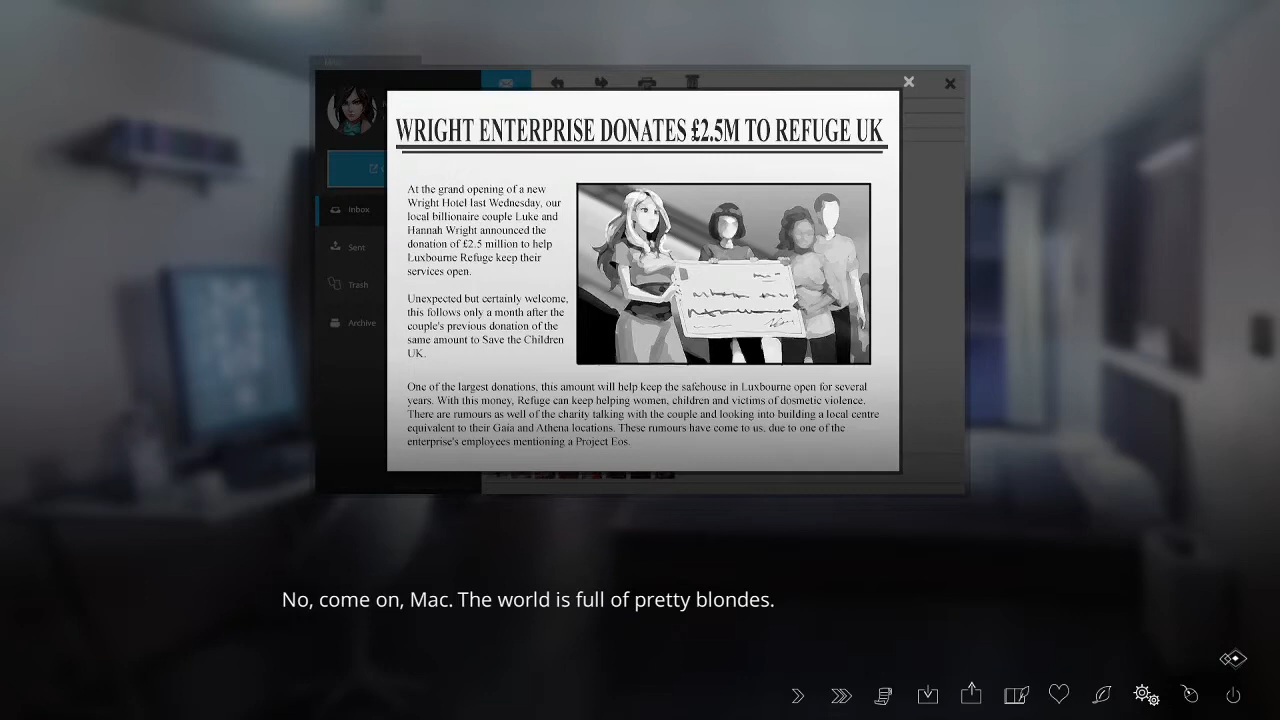 WRIGHT ENTERPRISE DONATES £2.5M TO REFUGE UK
At the grand opening of a new
Wright Hotel last Wednesday, our
local billionaire couple Luke and
Hannah Wright announced the
donation of £2.5 million to help
Luxbourne Refuge keep their
services open.
Unexpected but certainly welcome,
this follows only a month after the
couple's previous donation of the
same amount to Save the Children
UK.
One of the largest donations, this amount will help keep the safehouse in Luxbourne open for several
years. With this money, Refuge can keep helping women, children and victims of dosmetic violence.
There are rumours as well of the charity talking with the couple and looking into building a local centre
equivalent to their Gaia and Athena locations. These rumours have come to us, due to one of the
enterprise's employees mentioning a Project Eos.
Inbox
Sent
Trash
Archive
No, come on, Mac. The world is full of pretty blondes.